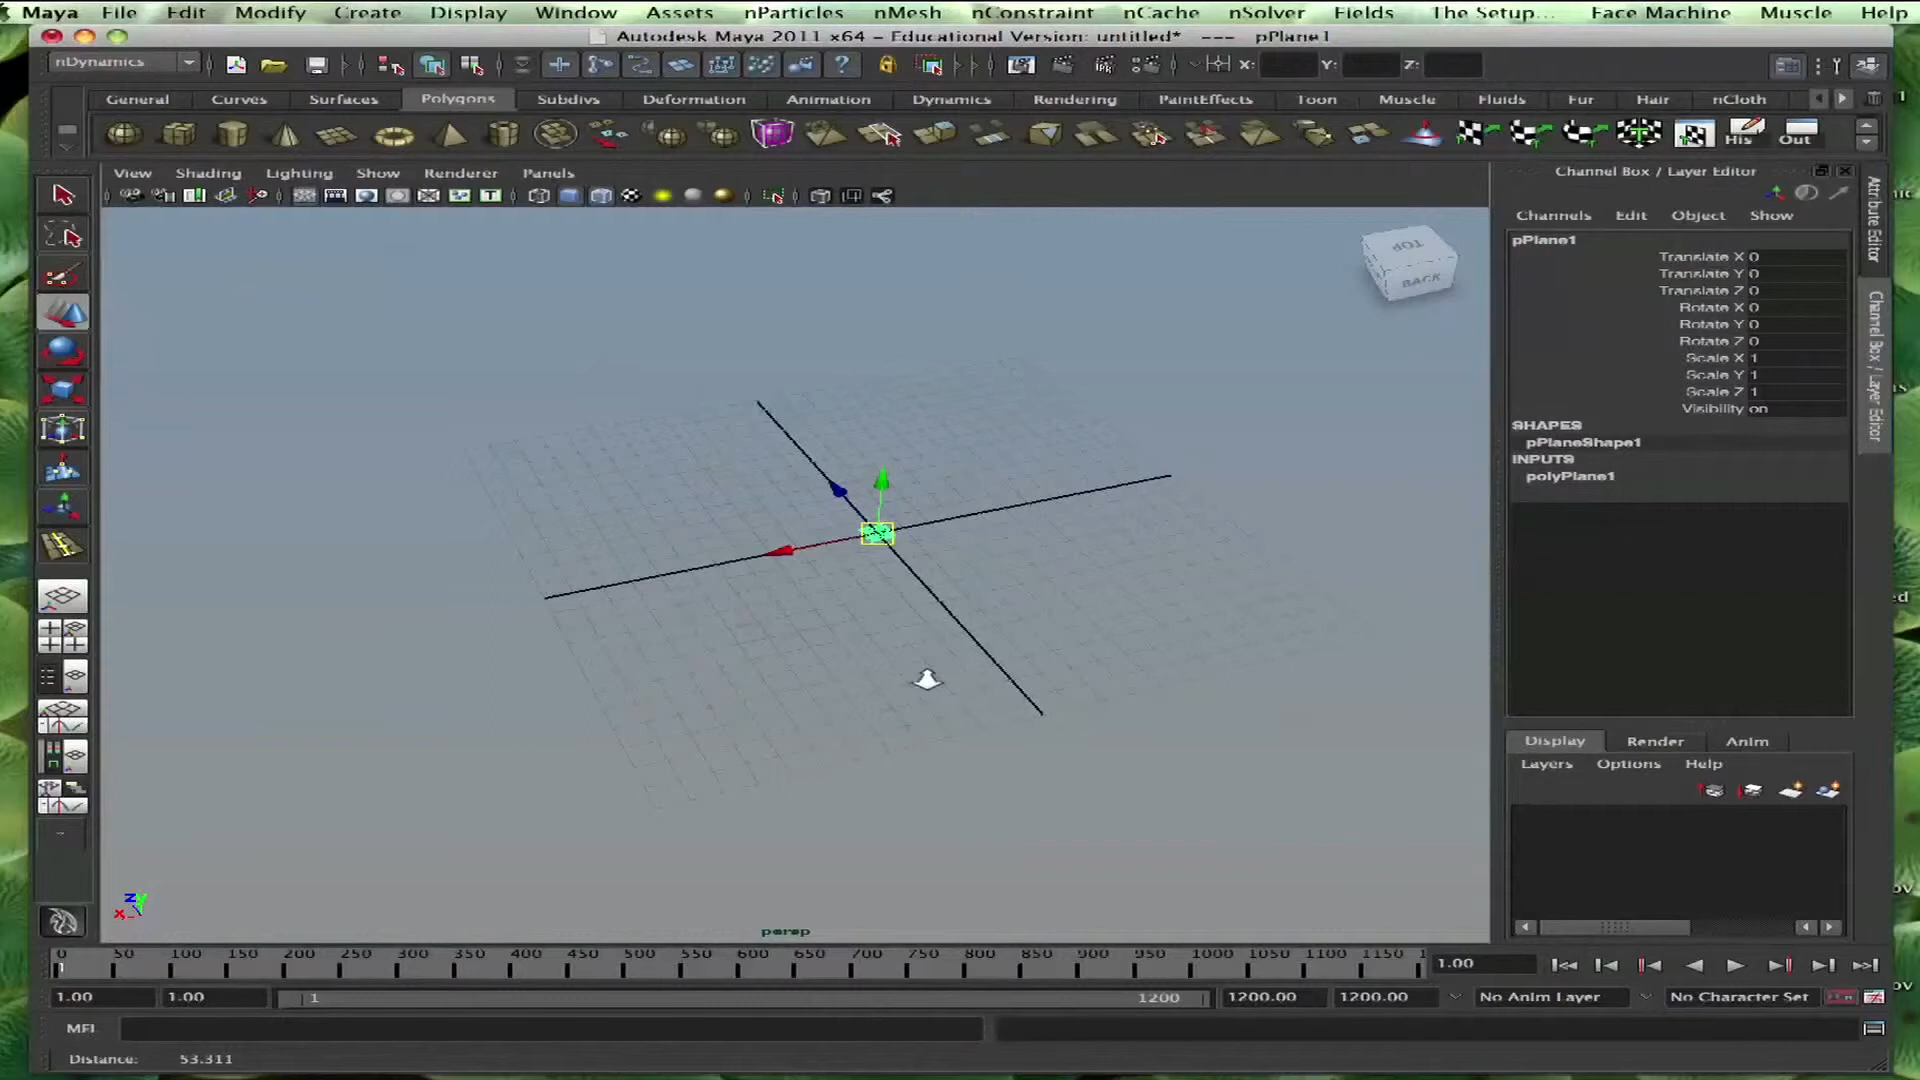 Maya File Edit Modify Create Display Window Assets nParticles nMesh nConstraint nCache nSolver Fields The Setup... Face Machine Muscle Help
Autodesk Maya 2011 x64 - Educational Version: untitled* --- pPlane1
nDynamics X: Y: Z:
General Curves Surfaces Polygons Subdivs Deformation Animation Dynamics Rendering PaintEffects Toon Muscle Fluids Fur Hair nCloth
His Out
View Shading Lighting Show Renderer Panels
TOP
BACK
persp
Channel Box / Layer Editor
Channels Edit Object Show
pPlane1
Translate X 0
Translate Y 0
Translate Z 0
Rotate X 0
Rotate Y 0
Rotate Z 0
Scale X 1
Scale Y 1
Scale Z 1
Visibility on
SHAPES
pPlaneShape1
INPUTS
polyPlane1
Attribute Editor
Channel Box / Layer Editor
Display Render Anim
Layers Options Help
0 50 100 150 200 250 300 350 400 450 500 550 600 650 700 750 800 850 900 950 1000 1050 1100 1150 1.00
1.00 1.00 1 1200 1200.00 1200.00 No Anim Layer No Character Set
MEL
Distance: 53.311